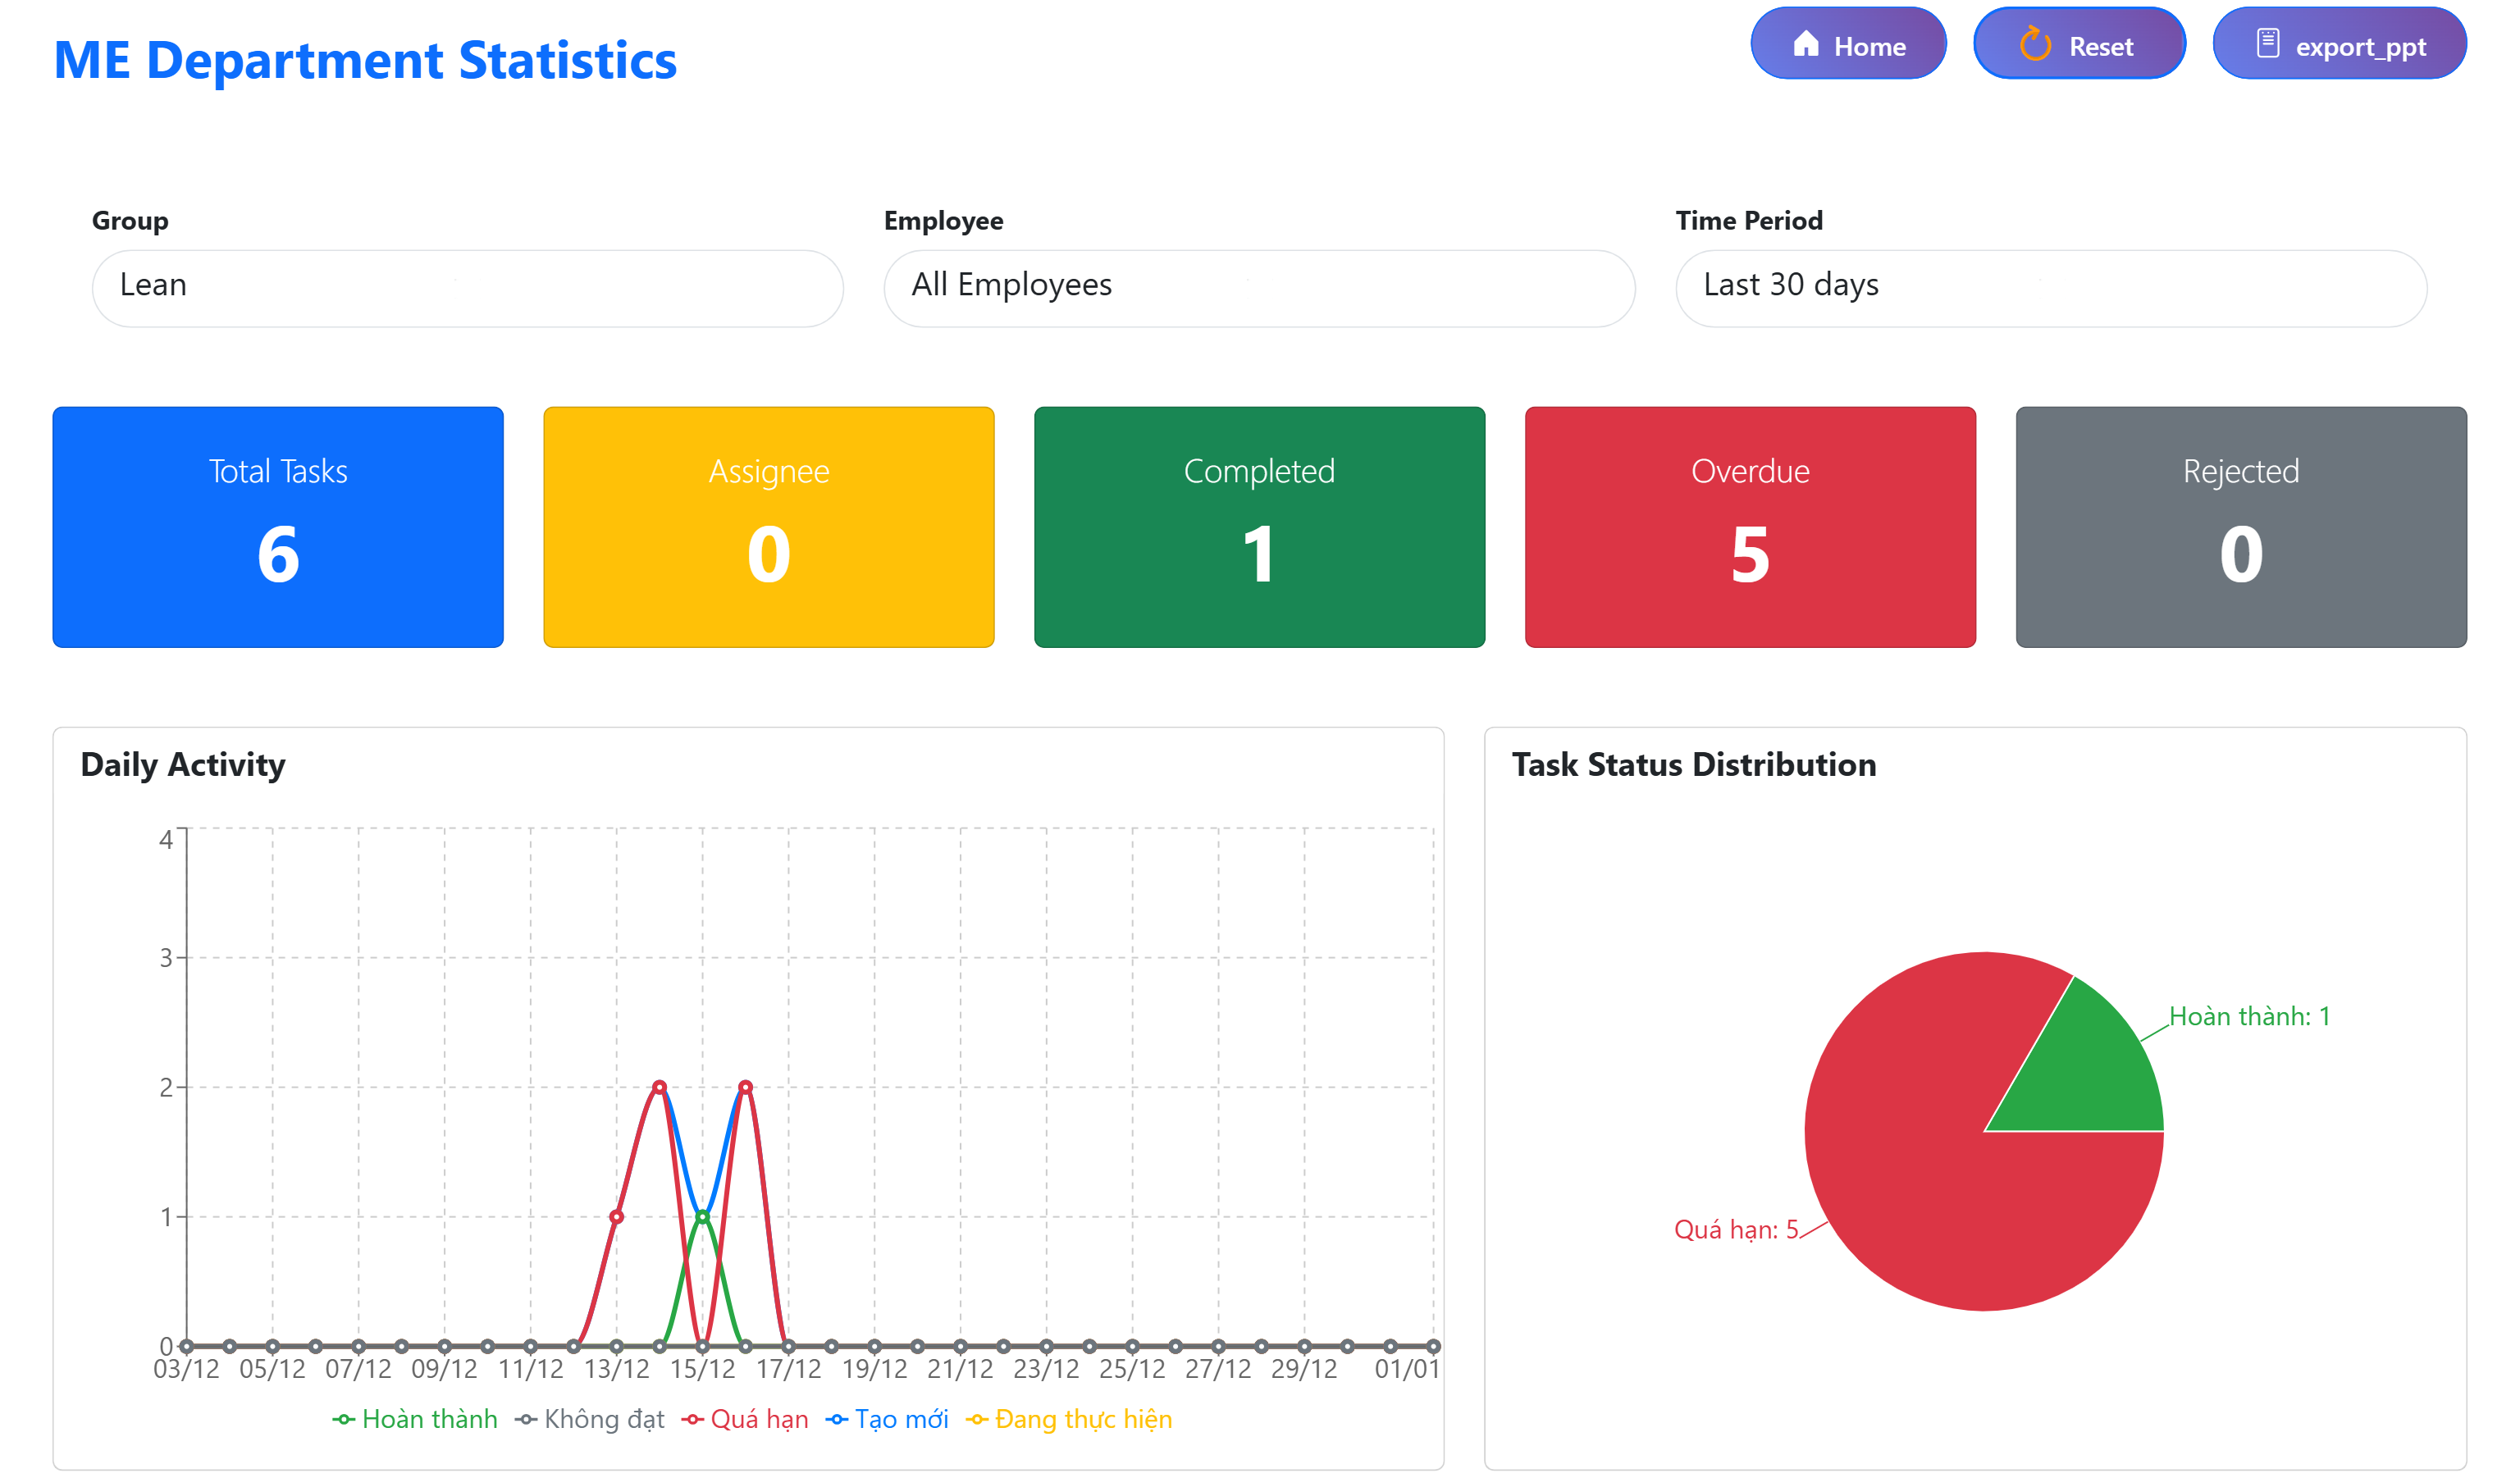 ME Department Statistics
Home
Reset
export_ppt
Group
Employee
Time Period
Lean
All Employees
Last 30 days
Total Tasks
6
Assignee
0
Completed
1
Overdue
5
Rejected
0
Daily Activity
4
3
2
1
0
03/12 05/12 07/12 09/12 11/12 13/12 15/12 17/12 19/12 21/12 23/12 25/12 27/12 29/12 01/01
Hoàn thành Không đạt Quá hạn Tạo mới Đang thực hiện
Task Status Distribution
Hoàn thành: 1
Quá hạn: 5